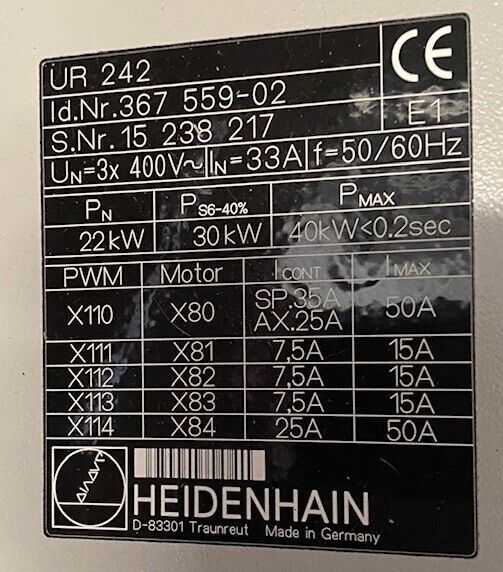 UR 242
CE
Id.Nr.367 559-02
S.Nr.15 238 217
E1
UN=3x 400V~ IN=33A f=50/60Hz
PN PS6-40% PMAX
22kW 30kW 40kW<0.2sec
PWM Motor ICONT IMAX
X110 X80 SP.35A AX.25A 50A
X111 X81 7,5A 15A
X112 X82 7,5A 15A
X113 X83 7,5A 15A
X114 X84 25A 50A
HEIDENHAIN
D-83301 Traunreut Made in Germany